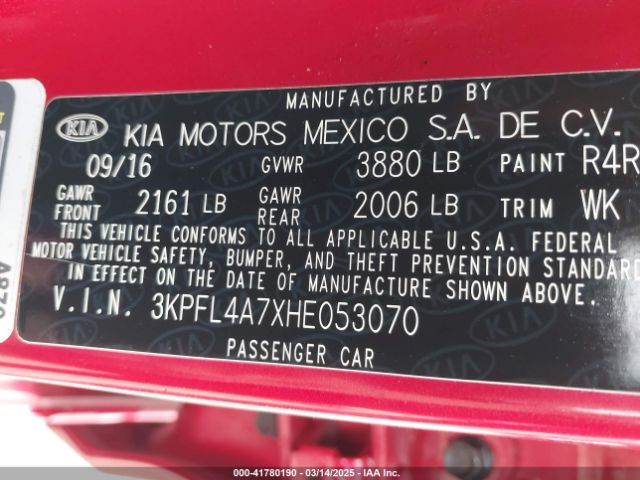 MANUFACTURED BY
KIA KIA MOTORS MEXICO S.A. DE C.V.
09/16 GVWR 3880 LB PAINT R4R
GAWR FRONT 2161 LB GAWR REAR 2006 LB TRIM WK
THIS VEHICLE CONFORMS TO ALL APPLICABLE U.S.A. FEDERAL
MOTOR VEHICLE SAFETY, BUMPER, AND THEFT PREVENTION STANDARD
IN EFFECT ON THE DATE OF MANUFACTURE SHOWN ABOVE.
V.I.N. 3KPFL4A7XHE053070
PASSENGER CAR
000-41780190 - 03/14/2025 - IAA Inc.